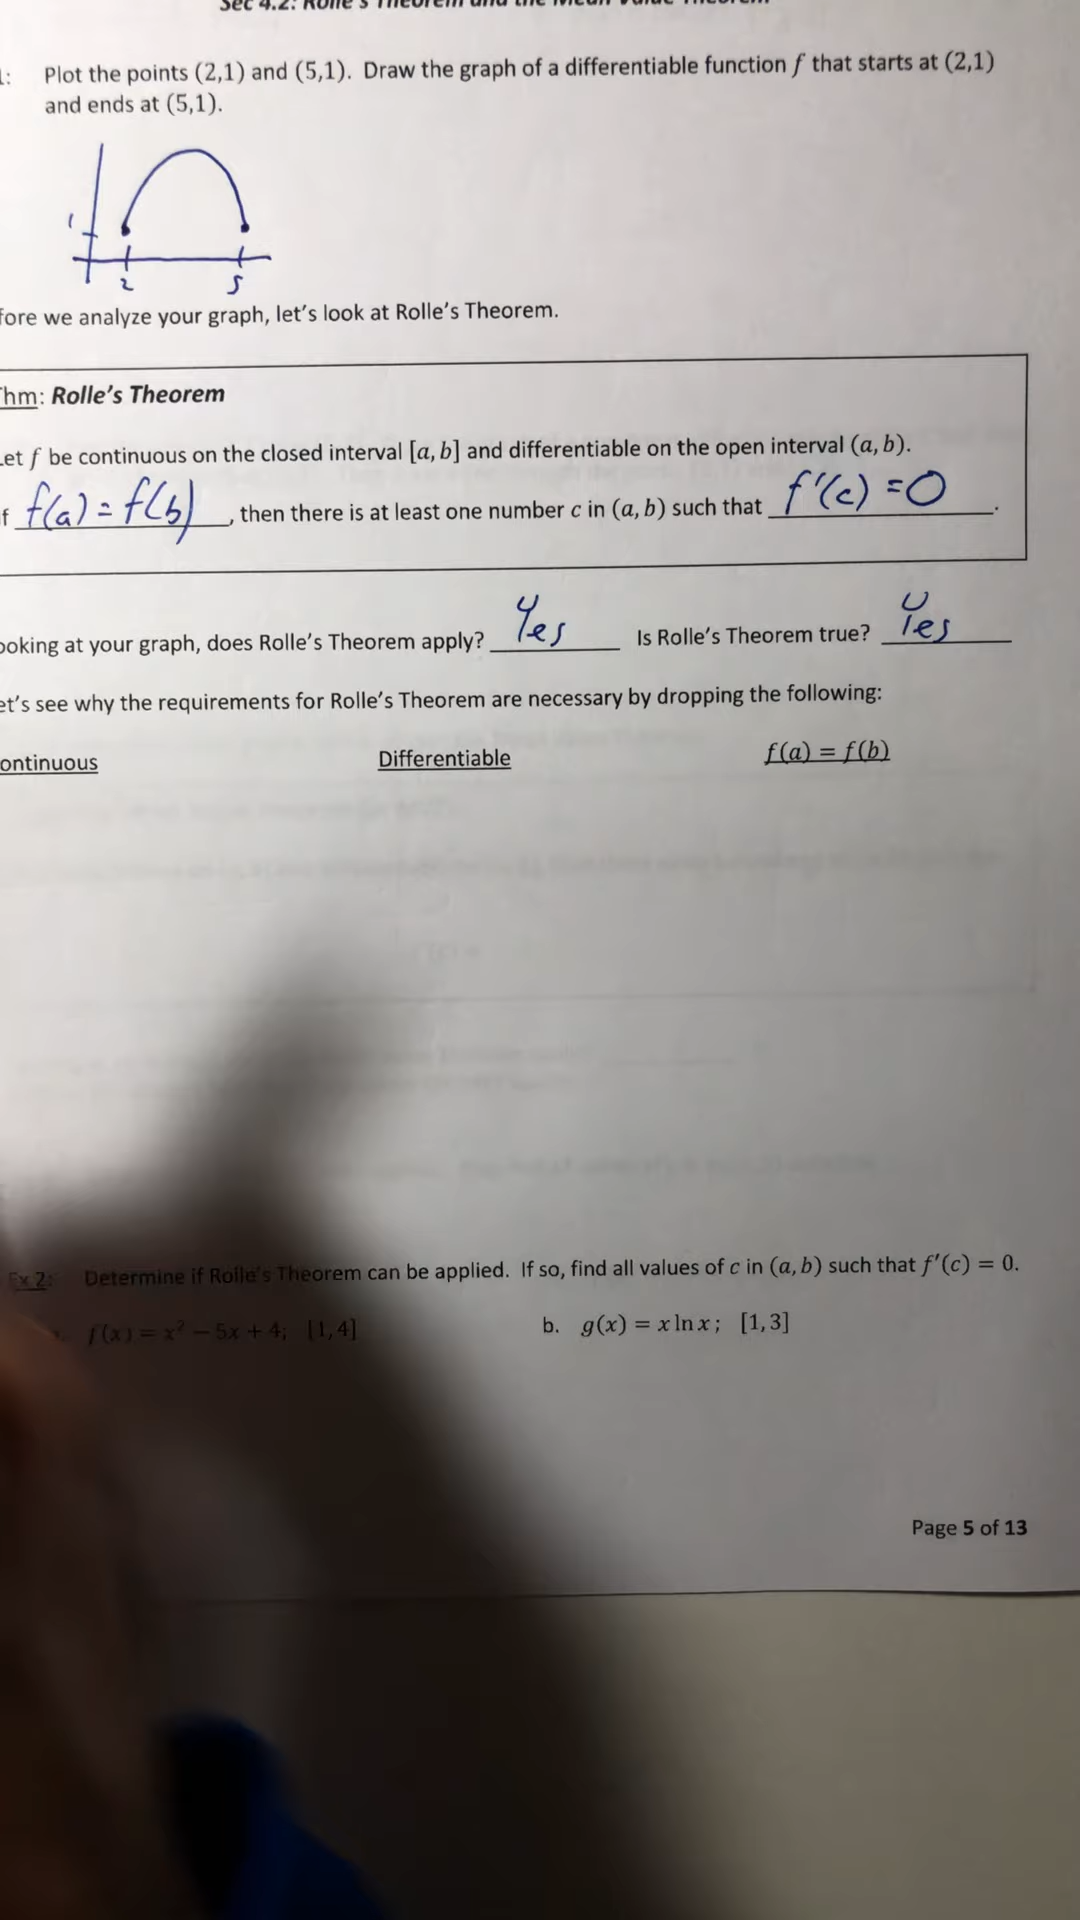 Sec 4.2: Rolle's Theorem and the Mean Value Theorem
1: Plot the points (2,1) and (5,1). Draw the graph of a differentiable function f that starts at (2,1)
and ends at (5,1).
1
2 5
fore we analyze your graph, let's look at Rolle's Theorem.
hm: Rolle's Theorem
Let f be continuous on the closed interval [a, b] and differentiable on the open interval (a, b).
f f(a) = f(b), then there is at least one number c in (a, b) such that f'(c) = 0.
ooking at your graph, does Rolle's Theorem apply? Yes Is Rolle's Theorem true? Yes
et's see why the requirements for Rolle's Theorem are necessary by dropping the following:
ontinuous Differentiable f(a) = f(b)
Ex 2: Determine if Rolle's Theorem can be applied. If so, find all values of c in (a, b) such that f'(c) = 0.
f(x) = x² − 5x + 4; [1,4] b. g(x) = x ln x; [1,3]
Page 5 of 13